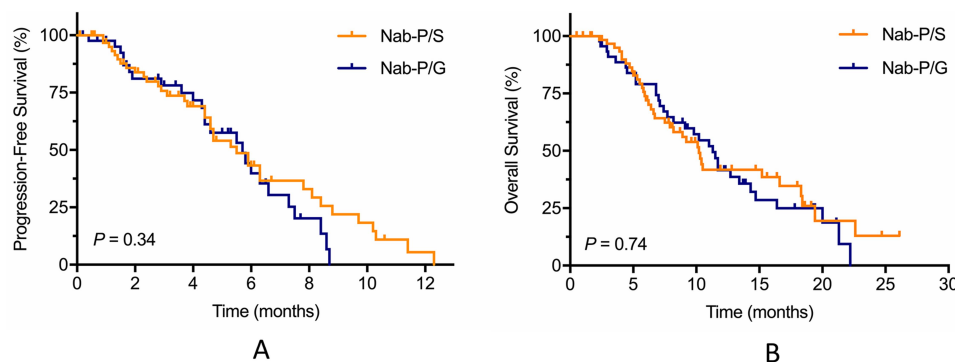 Progression-Free Survival (%)
100
75
50
25
0
Nab-P/S
Nab-P/G
P = 0.34
0 2 4 6 8 10 12
Time (months)
A
Overall Survival (%)
100
75
50
25
0
Nab-P/S
Nab-P/G
P = 0.74
0 5 10 15 20 25 30
Time (months)
B